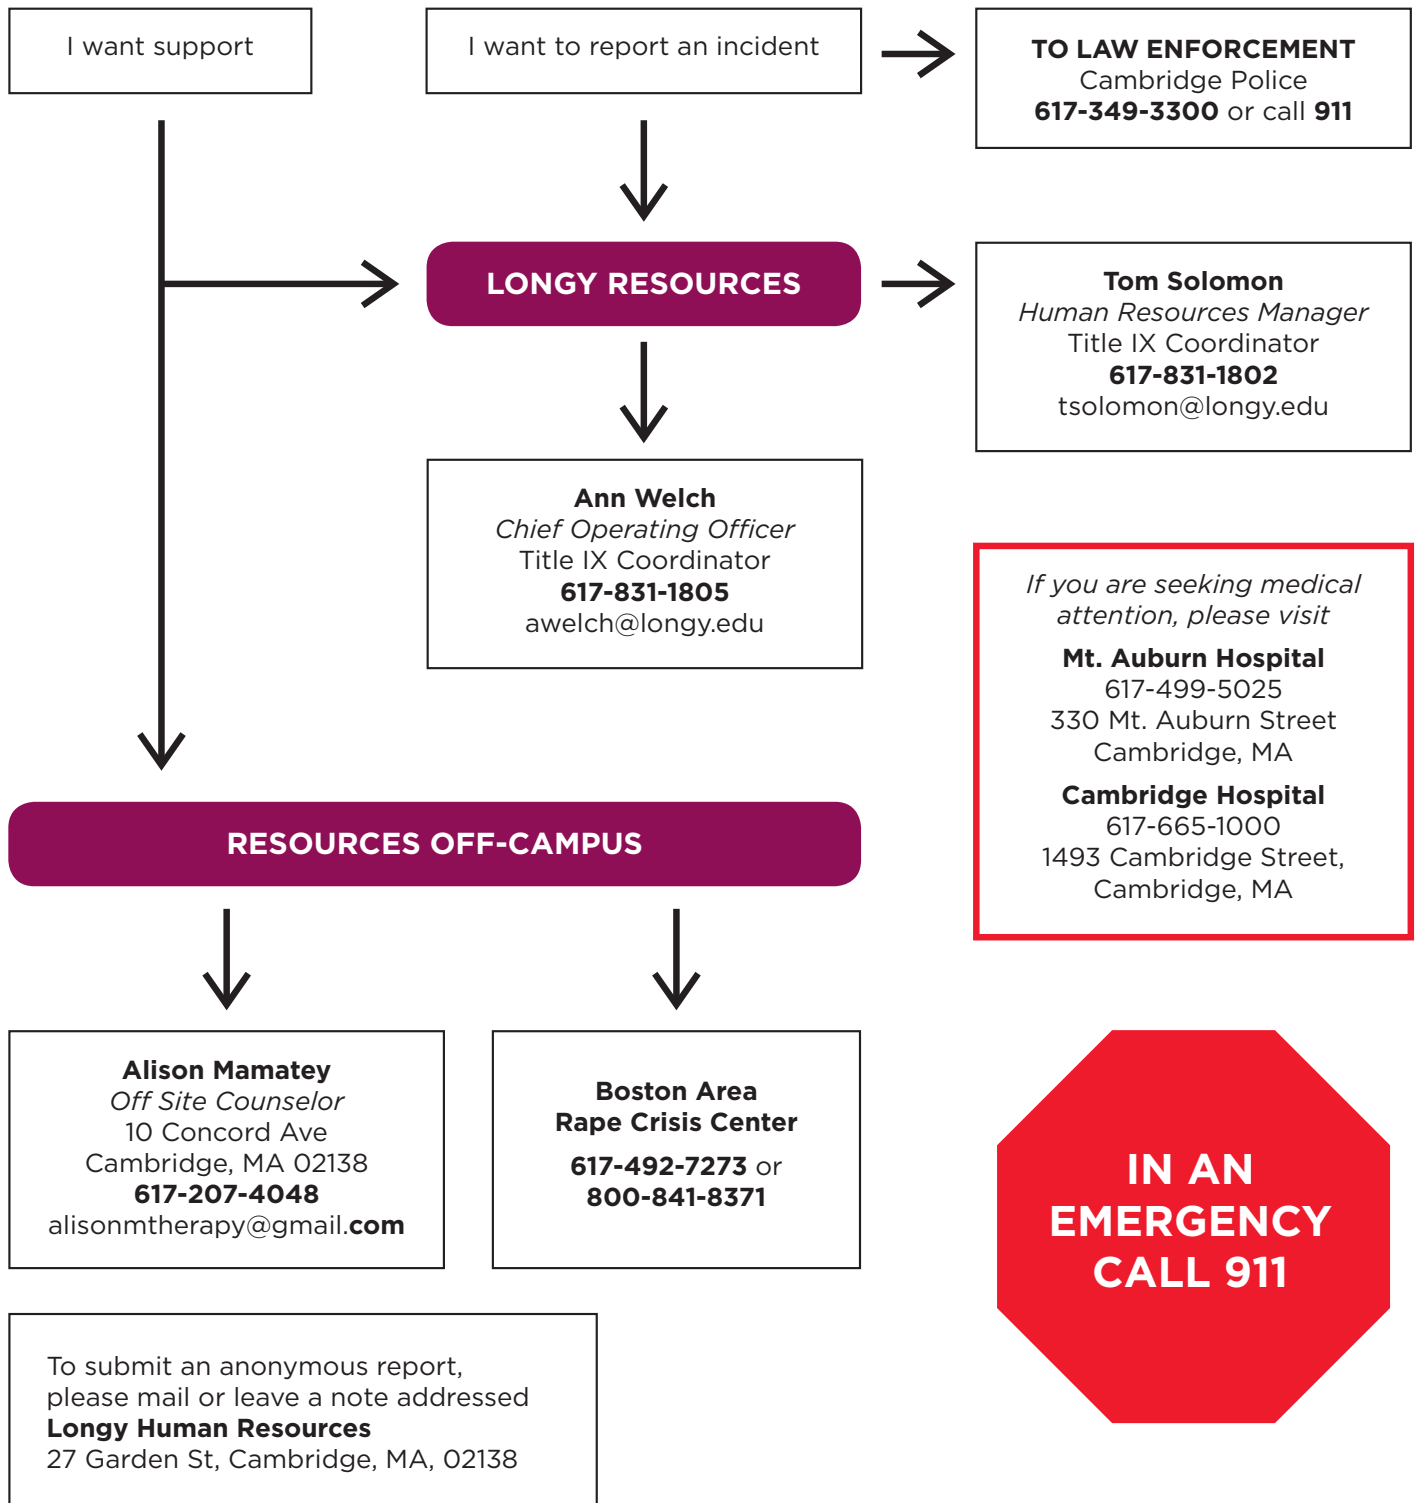 I want support
I want to report an incident
TO LAW ENFORCEMENT
Cambridge Police
617-349-3300 or call 911
LONGY RESOURCES
Tom Solomon
Human Resources Manager
Title IX Coordinator
617-831-1802
tsolomon@longy.edu
Ann Welch
Chief Operating Officer
Title IX Coordinator
617-831-1805
awelch@longy.edu
If you are seeking medical
attention, please visit
Mt. Auburn Hospital
617-499-5025
330 Mt. Auburn Street
Cambridge, MA
Cambridge Hospital
617-665-1000
1493 Cambridge Street,
Cambridge, MA
RESOURCES OFF-CAMPUS
Alison Mamatey
Off Site Counselor
10 Concord Ave
Cambridge, MA 02138
617-207-4048
alisonmtherapy@gmail.com
Boston Area
Rape Crisis Center
617-492-7273 or
800-841-8371
IN AN
EMERGENCY
CALL 911
To submit an anonymous report,
please mail or leave a note addressed
Longy Human Resources
27 Garden St, Cambridge, MA, 02138